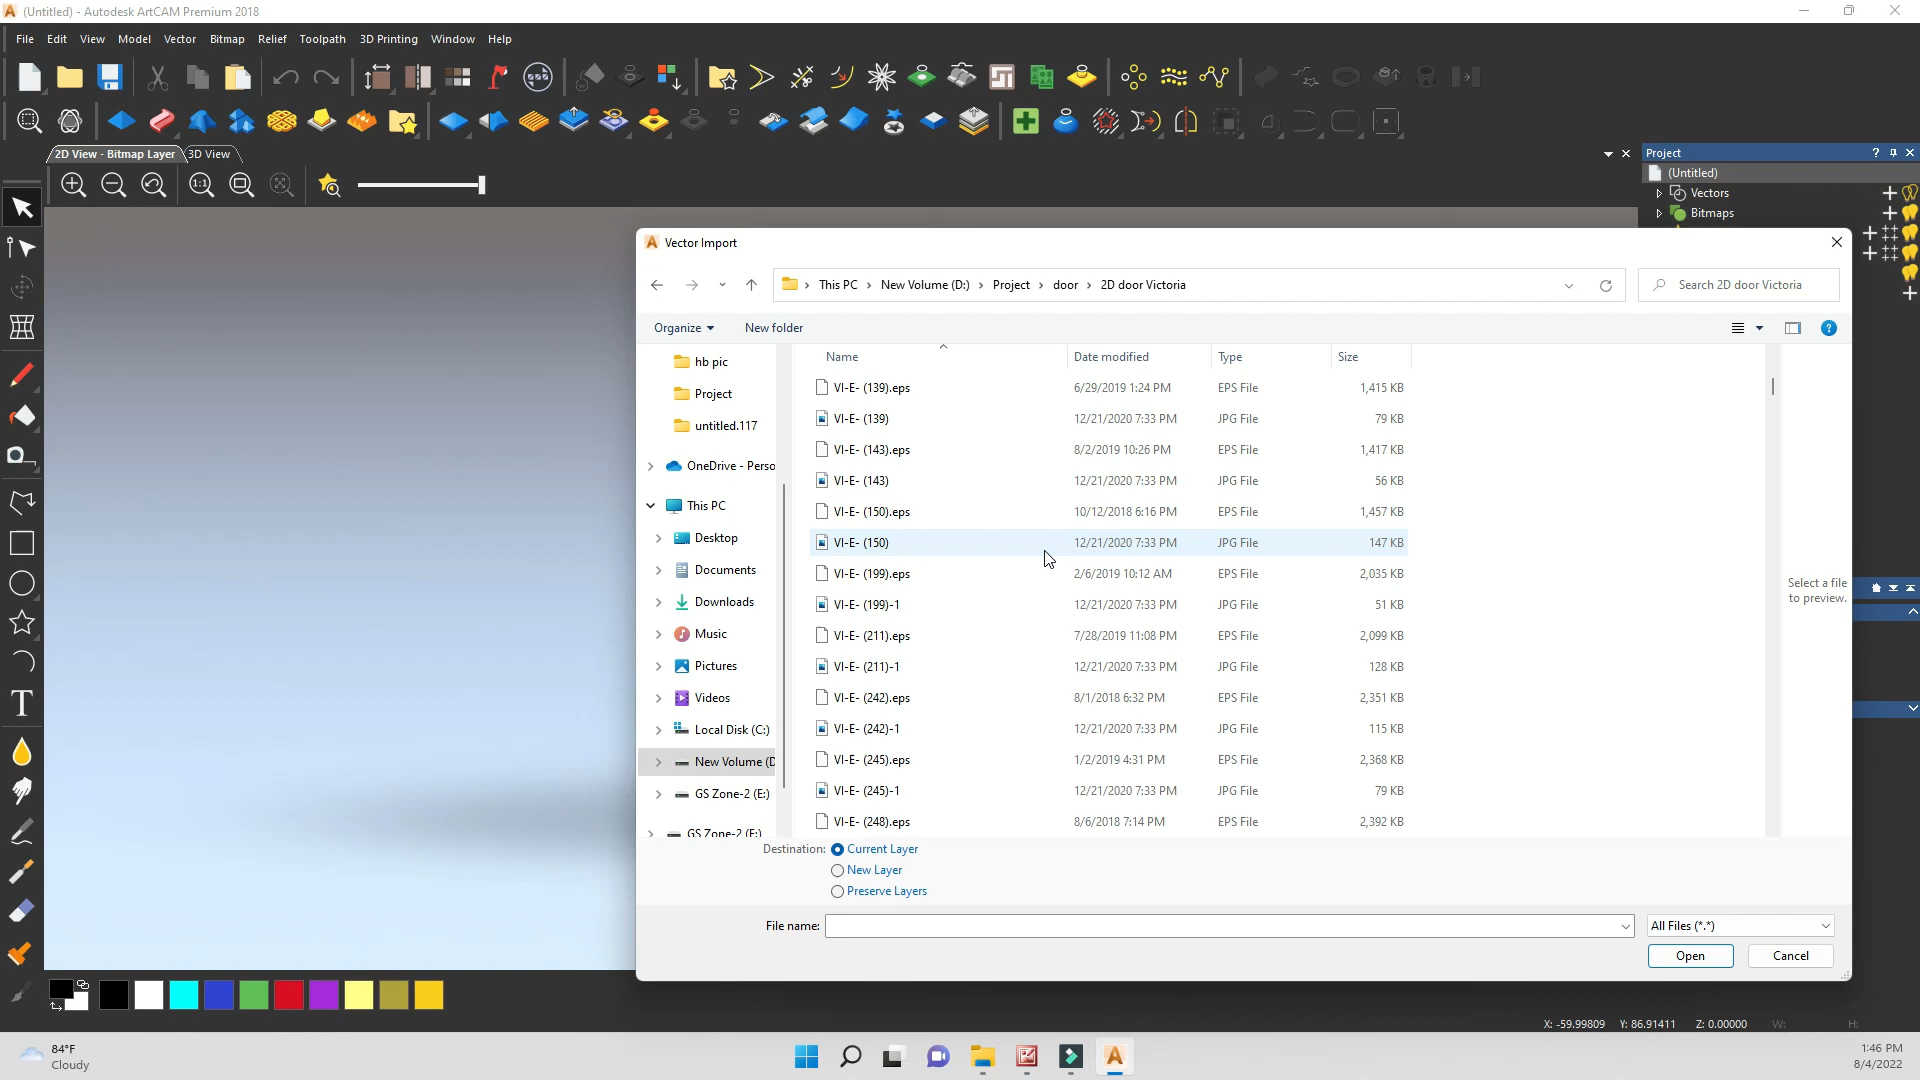 (Untitled) - Autodesk ArtCAM Premium 2018
File Edit View Model Vector Bitmap Relief Toolpath 3D Printing Window Help
2D View - Bitmap Layer 3D View
Project
1:1
(Untitled)
Vectors
Bitmaps
Vector Import
This PC > New Volume (D:) > Project > door > 2D door Victoria
Search 2D door Victoria
Organize New folder
Name Date modified Type Size
hb pic
Project
untitled.117
OneDrive - Perso
This PC
Desktop
Documents
Downloads
Music
Pictures
Videos
Local Disk (C:)
New Volume (D
GS Zone-2 (E:)
GS Zone-2 (E:)
VI-E- (139).eps 6/29/2019 1:24 PM EPS File 1,415 KB
VI-E- (139) 12/21/2020 7:33 PM JPG File 79 KB
VI-E- (143).eps 8/2/2019 10:26 PM EPS File 1,417 KB
VI-E- (143) 12/21/2020 7:33 PM JPG File 56 KB
VI-E- (150).eps 10/12/2018 6:16 PM EPS File 1,457 KB
VI-E- (150) 12/21/2020 7:33 PM JPG File 147 KB
VI-E- (199).eps 2/6/2019 10:12 AM EPS File 2,035 KB
VI-E- (199)-1 12/21/2020 7:33 PM JPG File 51 KB
VI-E- (211).eps 7/28/2019 11:08 PM EPS File 2,099 KB
VI-E- (211)-1 12/21/2020 7:33 PM JPG File 128 KB
VI-E- (242).eps 8/1/2018 6:32 PM EPS File 2,351 KB
VI-E- (242)-1 12/21/2020 7:33 PM JPG File 115 KB
VI-E- (245).eps 1/2/2019 4:31 PM EPS File 2,368 KB
VI-E- (245)-1 12/21/2020 7:33 PM JPG File 79 KB
VI-E- (248).eps 8/6/2018 7:14 PM EPS File 2,392 KB
Select a file
to preview.
Destination: Current Layer
New Layer
Preserve Layers
File name:
All Files (*.*)
Open Cancel
X: -59.99809 Y: 86.91411 Z: 0.00000 W: H:
84°F
Cloudy
1:46 PM
8/4/2022